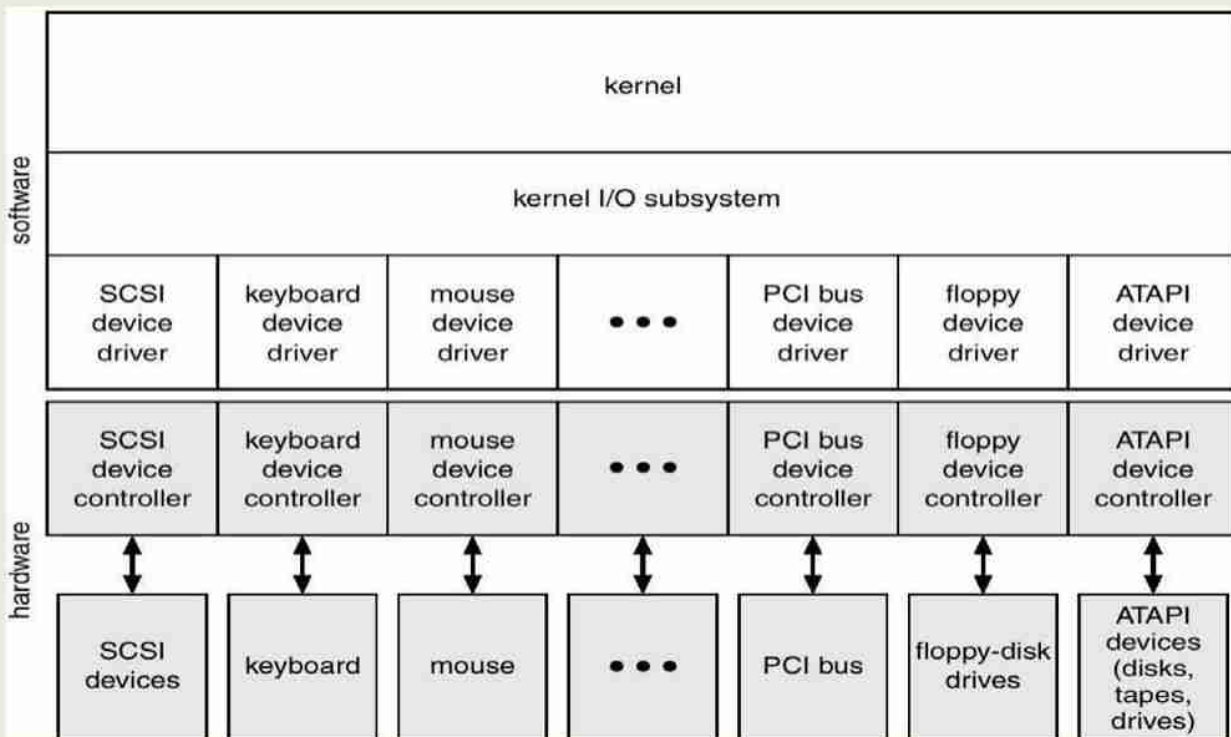 kernel
software
kernel I/O subsystem
SCSI
device
driver
keyboard
device
driver
mouse
device
driver
PCI bus
device
driver
floppy
device
driver
ATAPI
device
driver
hardware
SCSI
device
controller
keyboard
device
controller
mouse
device
controller
PCI bus
device
controller
floppy
device
controller
ATAPI
device
controller
SCSI
devices
keyboard
mouse
PCI bus
floppy-disk
drives
ATAPI
devices
(disks,
tapes,
drives)